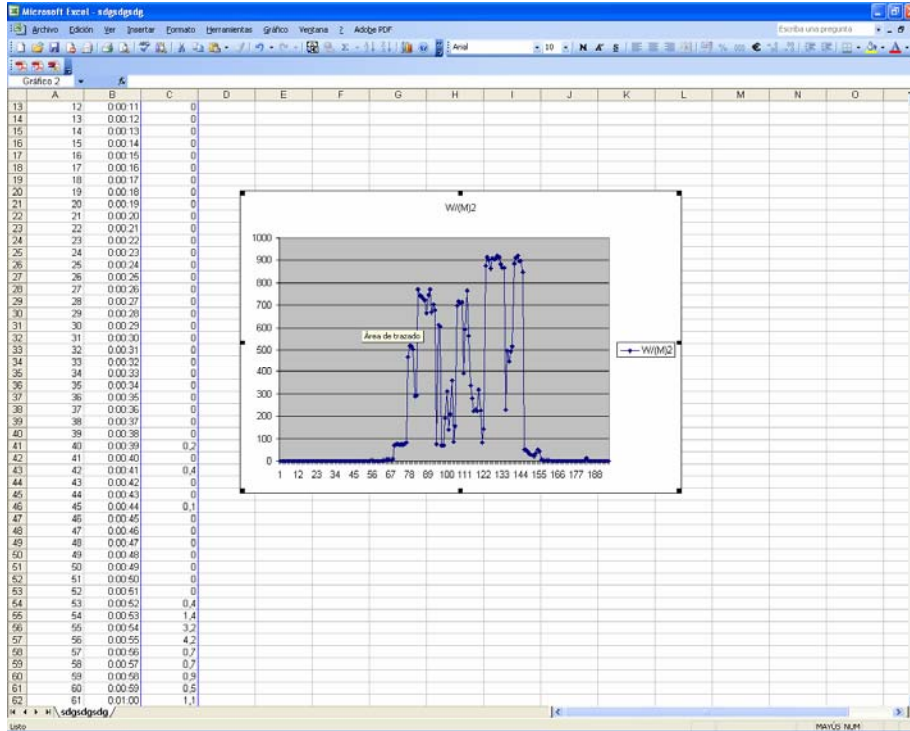 Microsoft Excel - sdgsdgsdg
Archivo Edición Ver Insertar Formato Herramientas Gráfico Ventana ? Adobe PDF Escriba una pregunta
Arial 10 N K S
Gráfico 2 fx
A B C D E F G H I J K L M N O
13 12 0:00:11 0
14 13 0:00:12 0
15 14 0:00:13 0
16 15 0:00:14 0
17 16 0:00:15 0
18 17 0:00:16 0
19 18 0:00:17 0
20 19 0:00:18 0
21 20 0:00:19 0
22 21 0:00:20 0
23 22 0:00:21 0
24 23 0:00:22 0
25 24 0:00:23 0
26 25 0:00:24 0
27 26 0:00:25 0
28 27 0:00:26 0
29 28 0:00:27 0
30 29 0:00:28 0
31 30 0:00:29 0
32 31 0:00:30 0
33 32 0:00:31 0
34 33 0:00:32 0
35 34 0:00:33 0
36 35 0:00:34 0
37 36 0:00:35 0
38 37 0:00:36 0
39 38 0:00:37 0
40 39 0:00:38 0
41 40 0:00:39 0,2
42 41 0:00:40 0
43 42 0:00:41 0,4
44 43 0:00:42 0
45 44 0:00:43 0
46 45 0:00:44 0,1
47 46 0:00:45 0
48 47 0:00:46 0
49 48 0:00:47 0
50 49 0:00:48 0
51 50 0:00:49 0
52 51 0:00:50 0
53 52 0:00:51 0
54 53 0:00:52 0,4
55 54 0:00:53 1,4
56 55 0:00:54 3,2
57 56 0:00:55 4,2
58 57 0:00:56 0,7
59 58 0:00:57 0,7
60 59 0:00:58 0,9
61 60 0:00:59 0,5
62 61 0:01:00 1,1
W/(M)2
1000
900
800
700
600
500
400
300
200
100
0
Área de trazado
W/(M)2
1 12 23 34 45 56 67 78 89 100 111 122 133 144 155 166 177 188
sdgsdgsdg
Listo MAYÚS NUM